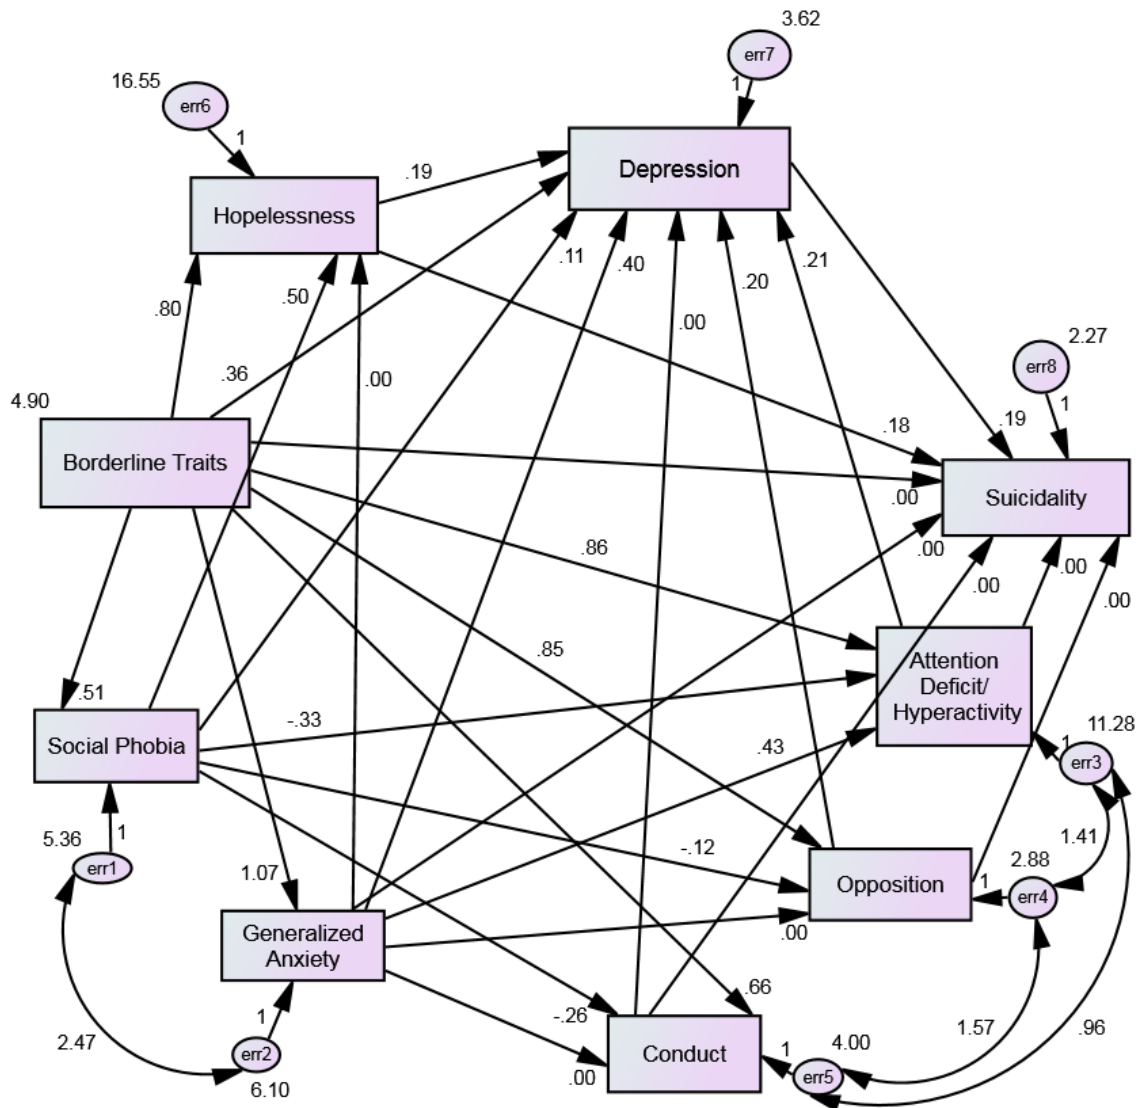 3.62
err7
1
16.55
err6
1
Depression
.19
Hopelessness
.11
.40
.20
.21
.80
.50
.00
2.27
err8
1
.36
.00
4.90
.18
.19
Borderline Traits
.00
Suicidality
.86
.00
.00
.00
.00
.85
Attention
Deficit/
Hyperactivity
.51
-.33
Social Phobia
.43
11.28
1
err3
5.36
1
err1
-.12
1.41
2.88
1.07
Opposition
1
err4
Generalized
Anxiety
.00
.66
1
-.26
2.47
err2
Conduct
4.00
1.57
.96
.00
1
err5
6.10